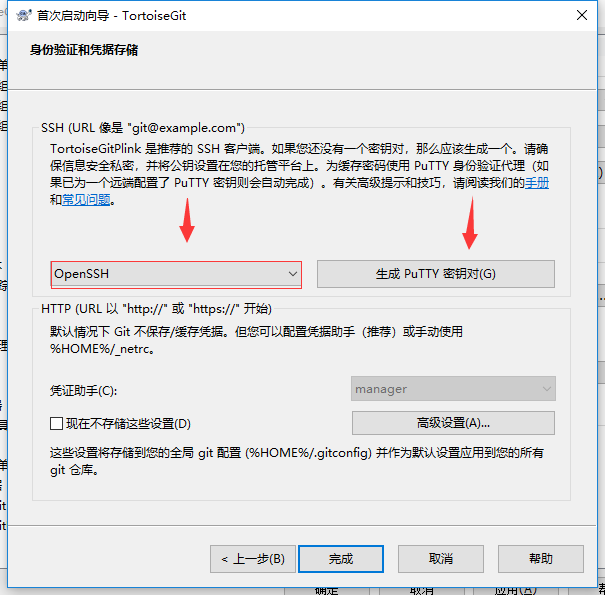 首次启动向导 - TortoiseGit
身份验证和凭据存储
SSH (URL 像是 "git@example.com")
TortoiseGitPlink 是推荐的 SSH 客户端。如果您还没有一个密钥对，那么应该生成一个。请确
保信息安全私密，并将公钥设置在您的托管平台上。为缓存密码使用 PuTTY 身份验证代理（如
果已为一个远端配置了 PuTTY 密钥则会自动完成）。有关高级提示和技巧，请阅读我们的手册
和常见问题。
OpenSSH
生成 PuTTY 密钥对(G)
HTTP (URL 以 "http://" 或 "https://" 开始)
默认情况下 Git 不保存/缓存凭据。但您可以配置凭据助手（推荐）或手动使用
%HOME%/_netrc。
凭证助手(C):
manager
现在不存储这些设置(D)
高级设置(A)...
这些设置将存储到您的全局 git 配置 (%HOME%/.gitconfig) 并作为默认设置应用到您的所有
git 仓库。
< 上一步(B)
完成
取消
帮助
确定
取消
应用(A)